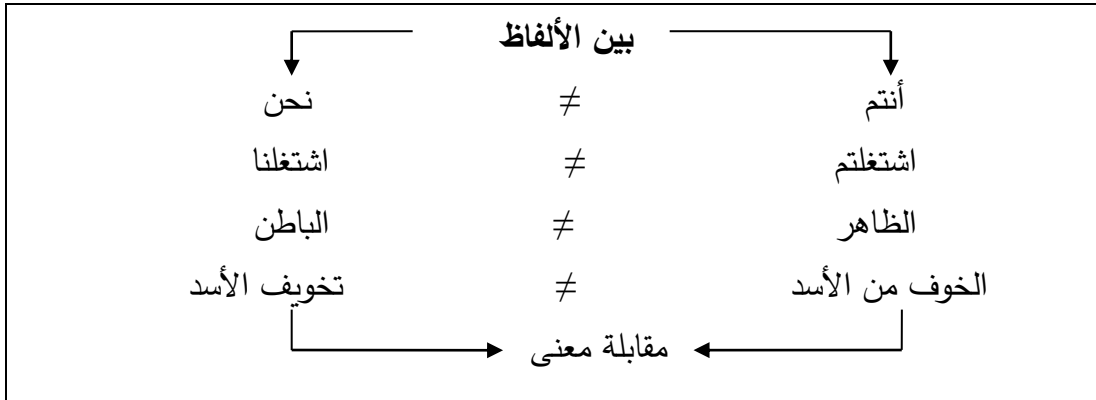 بين الألفاظ
أنتم ≠ نحن
اشتغلتم ≠ اشتغلنا
الظاهر ≠ الباطن
الخوف من الأسد ≠ تخويف الأسد
مقابلة معنى